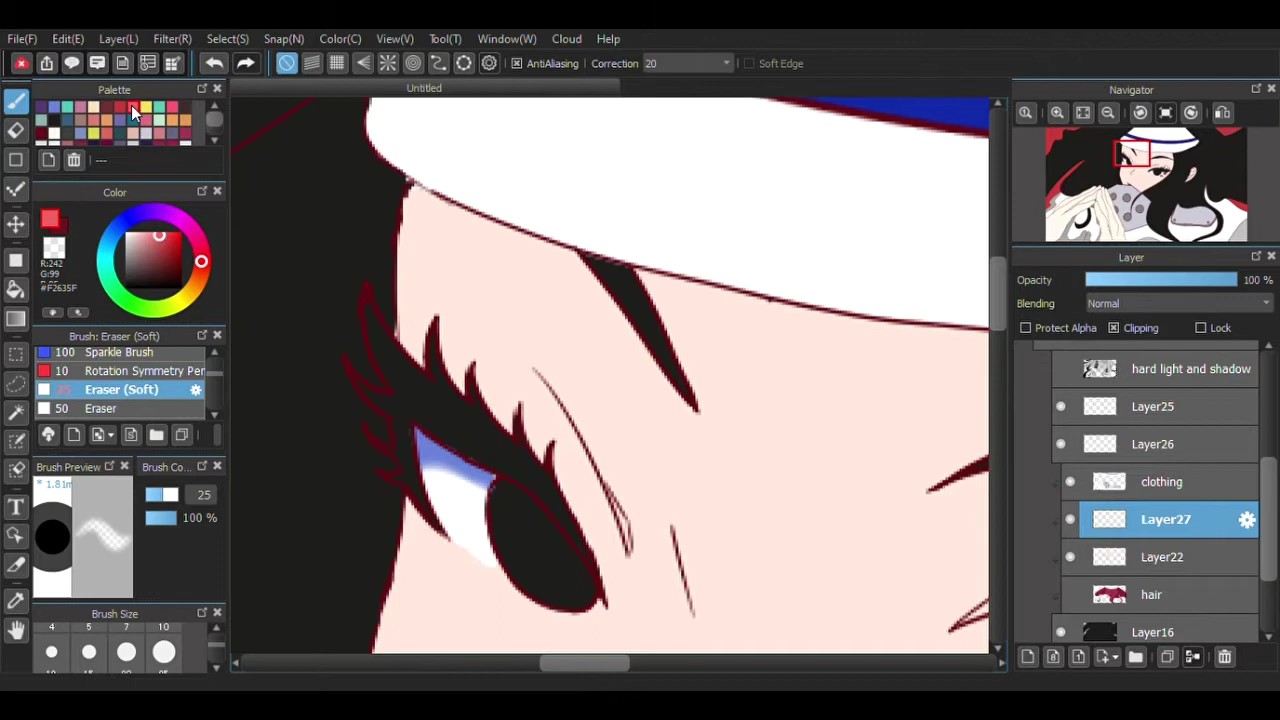 File(F) Edit(E) Layer(L) Filter(R) Select(S) Snap(N) Color(C) View(V) Tool(T) Window(W) Cloud Help
AntiAliasing Correction 20 Soft Edge
Palette
---
Color
R:242
G:99
#F2635F
Brush: Eraser (Soft)
100 Sparkle Brush
10 Rotation Symmetry Pen
25 Eraser (Soft)
50 Eraser
Brush Preview
Brush Co...
* 1.81m
25
100 %
Brush Size
4 5 7 10
Untitled
Navigator
Layer
Opacity 100 %
Blending Normal
Protect Alpha Clipping Lock
hard light and shadow
Layer25
Layer26
clothing
Layer27
Layer22
hair
Layer16
T